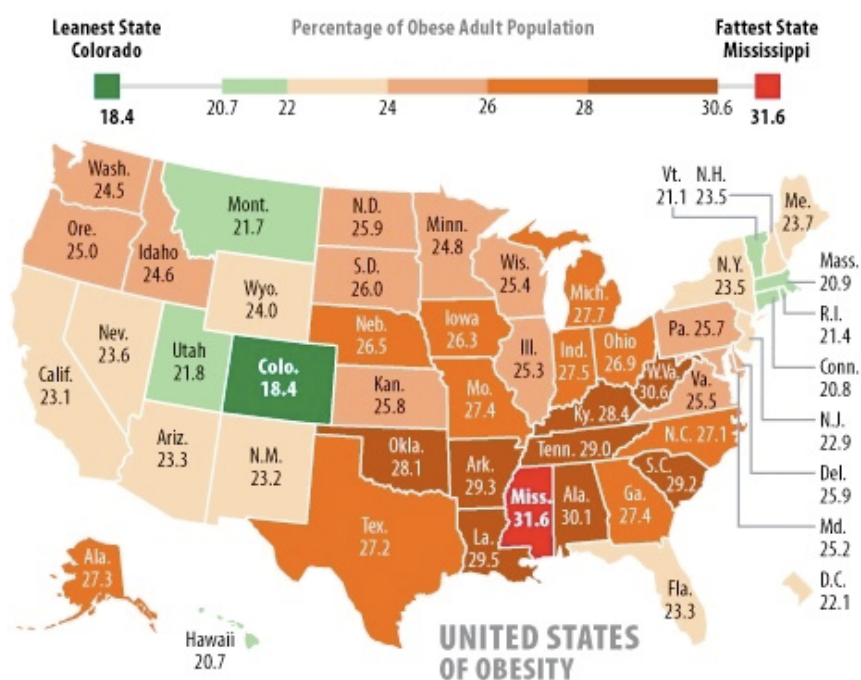 Leanest State
Colorado
Percentage of Obese Adult Population
Fattest State
Mississippi
18.4
20.7
22
24
26
28
30.6
31.6
Wash.
24.5
Ore.
25.0
Idaho
24.6
Mont.
21.7
N.D.
25.9
Minn.
24.8
S.D.
26.0
Wis.
25.4
Mich.
27.7
Vt.
21.1
N.H.
23.5
Me.
23.7
N.Y.
23.5
Mass.
20.9
R.I.
21.4
Conn.
20.8
N.J.
22.9
Del.
25.9
Md.
25.2
D.C.
22.1
Wyo.
24.0
Nev.
23.6
Utah
21.8
Colo.
18.4
Calif.
23.1
Neb.
26.5
Iowa
26.3
Ill.
25.3
Ind.
27.5
Ohio
26.9
Pa. 25.7
W.Va.
30.6
Va.
25.5
Kan.
25.8
Mo.
27.4
Ky. 28.4
N.C. 27.1
Tenn. 29.0
S.C.
29.2
Ariz.
23.3
N.M.
23.2
Okla.
28.1
Ark.
29.3
Miss.
31.6
Ala.
30.1
Ga.
27.4
Tex.
27.2
La.
29.5
Fla.
23.3
Ala.
27.3
Hawaii
20.7
UNITED STATES
OF OBESITY